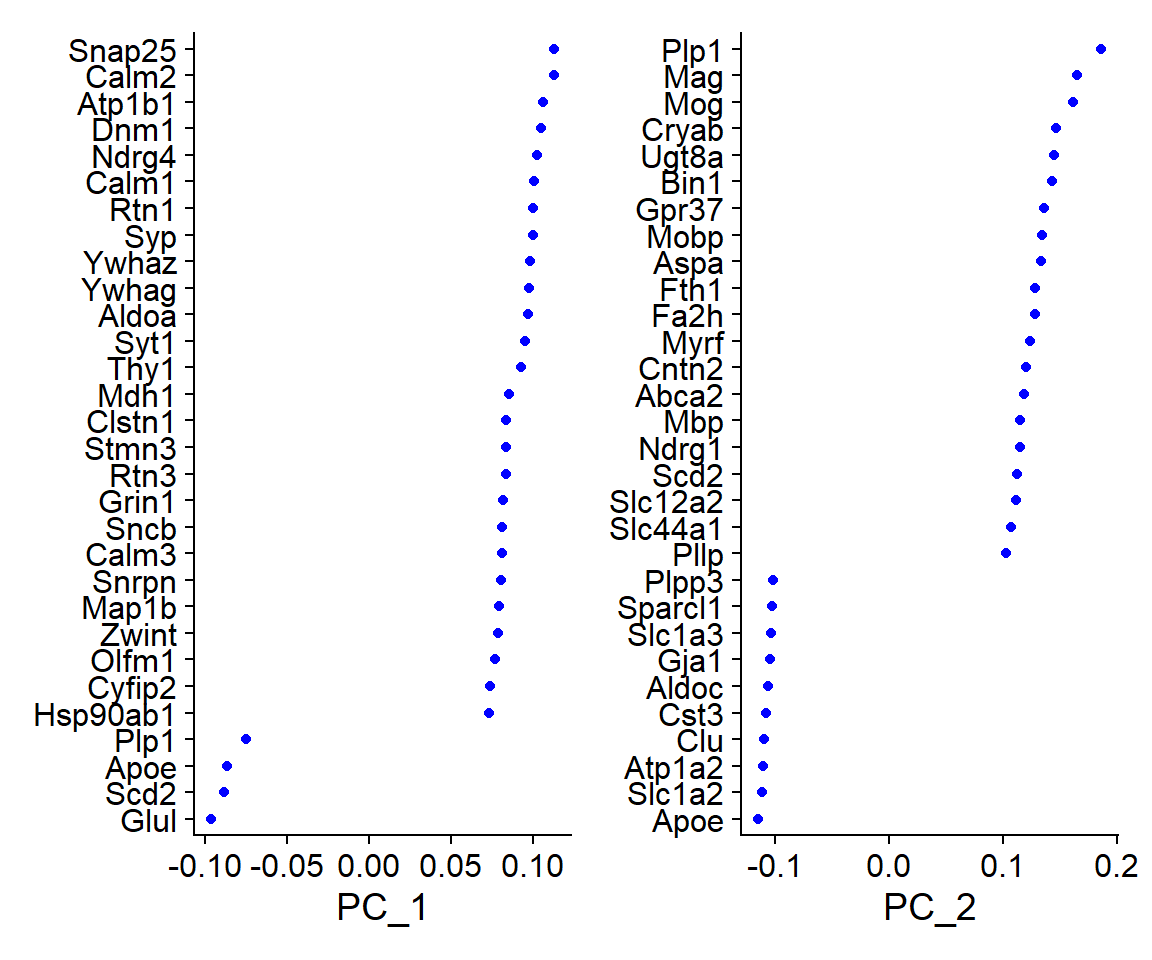 Snap25
Calm2
Atp1b1
Dnm1
Ndrg4
Calm1
Rtn1
Syp
Ywhaz
Ywhag
Aldoa
Syt1
Thy1
Mdh1
Clstn1
Stmn3
Rtn3
Grin1
Sncb
Calm3
Snrpn
Map1b
Zwint
Olfm1
Cyfip2
Hsp90ab1
Plp1
Apoe
Scd2
Glul
-0.10 -0.05 0.00 0.05 0.10
PC_1
Plp1
Mag
Mog
Cryab
Ugt8a
Bin1
Gpr37
Mobp
Aspa
Fth1
Fa2h
Myrf
Cntn2
Abca2
Mbp
Ndrg1
Scd2
Slc12a2
Slc44a1
Pllp
Plpp3
Sparcl1
Slc1a3
Gja1
Aldoc
Cst3
Clu
Atp1a2
Slc1a2
Apoe
-0.1 0.0 0.1 0.2
PC_2